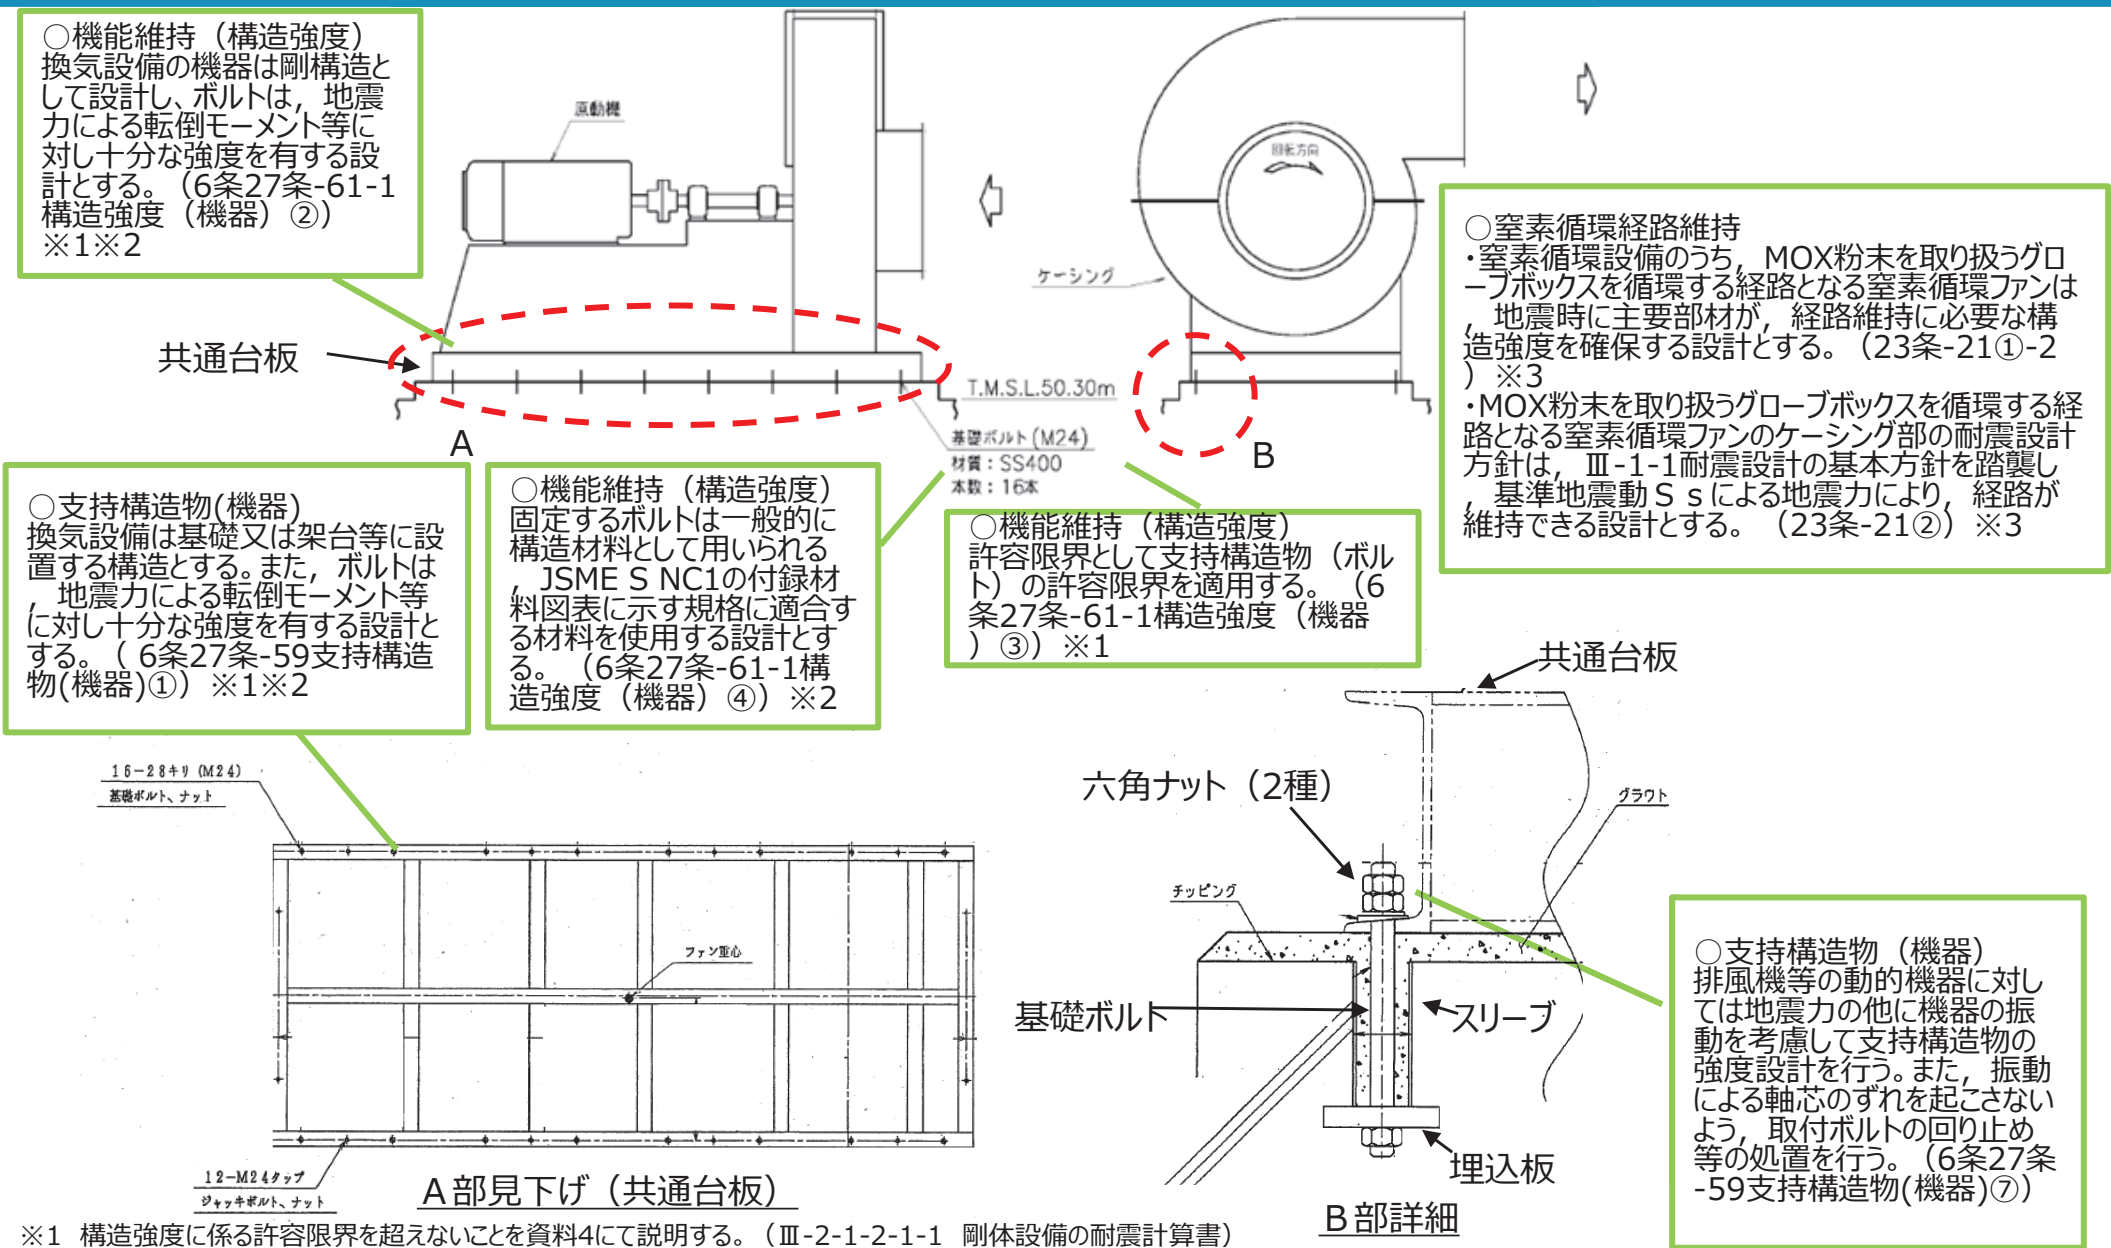 ○機能維持（構造強度）
換気設備の機器は剛構造と
して設計し、ボルトは，地震
力による転倒モーメント等に
対し十分な強度を有する設
計とする。（6条27条-61-1
構造強度（機器）②）
※1※2
原動機
回転方向
ケーシング
共通台板
T.M.S.L.50.30m
基礎ボルト(M24)
材質：SS400
本数：16本
A
B
○窒素循環経路維持
・窒素循環設備のうち，MOX粉末を取り扱うグロ
ーブボックスを循環する経路となる窒素循環ファンは
，地震時に主要部材が，経路維持に必要な構
造強度を確保する設計とする。（23条-21①-2
）※3
・MOX粉末を取り扱うグローブボックスを循環する経
路となる窒素循環ファンのケーシング部の耐震設計
方針は，Ⅲ-1-1耐震設計の基本方針を踏襲し
，基準地震動Ｓｓによる地震力により，経路が
維持できる設計とする。（23条-21②）※3
○支持構造物(機器)
換気設備は基礎又は架台等に設
置する構造とする。また，ボルトは
，地震力による転倒モーメント等
に対し十分な強度を有する設計と
する。（ 6条27条-59支持構造
物(機器)①）※1※2
○機能維持（構造強度）
固定するボルトは一般的に
構造材料として用いられる
，JSME S NC1の付録材
料図表に示す規格に適合す
る材料を使用する設計とす
る。（6条27条-61-1構
造強度（機器）④）※2
○機能維持（構造強度）
許容限界として支持構造物（ボル
ト）の許容限界を適用する。（6
条27条-61-1構造強度（機器
）③）※1
16-28キリ(M24)
基礎ボルト、ナット
ファン重心
12-M24タップ
ジャッキボルト、ナット
A部見下げ（共通台板）
共通台板
六角ナット（2種）
グラウト
チッピング
基礎ボルト
スリーブ
埋込板
B部詳細
○支持構造物（機器）
排風機等の動的機器に対し
ては地震力の他に機器の振
動を考慮して支持構造物の
強度設計を行う。また，振動
による軸芯のずれを起こさない
よう，取付ボルトの回り止め
等の処置を行う。（6条27条
-59支持構造物(機器)⑦）
※1 構造強度に係る許容限界を超えないことを資料4にて説明する。（Ⅲ-2-1-2-1-1 剛体設備の耐震計算書）